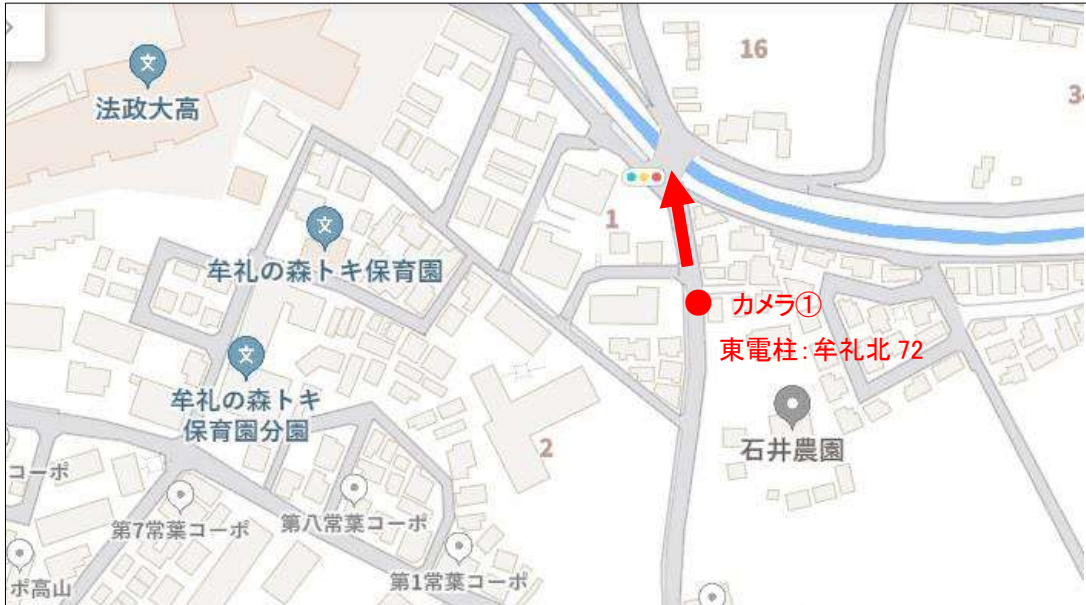 16
34
法政大高
1
牟礼の森トキ保育園
カメラ①
東電柱：牟礼北 72
牟礼の森トキ
保育園分園
石井農園
2
コーポ
第7常葉コーポ
第八常葉コーポ
第1常葉コーポ
ポ高山